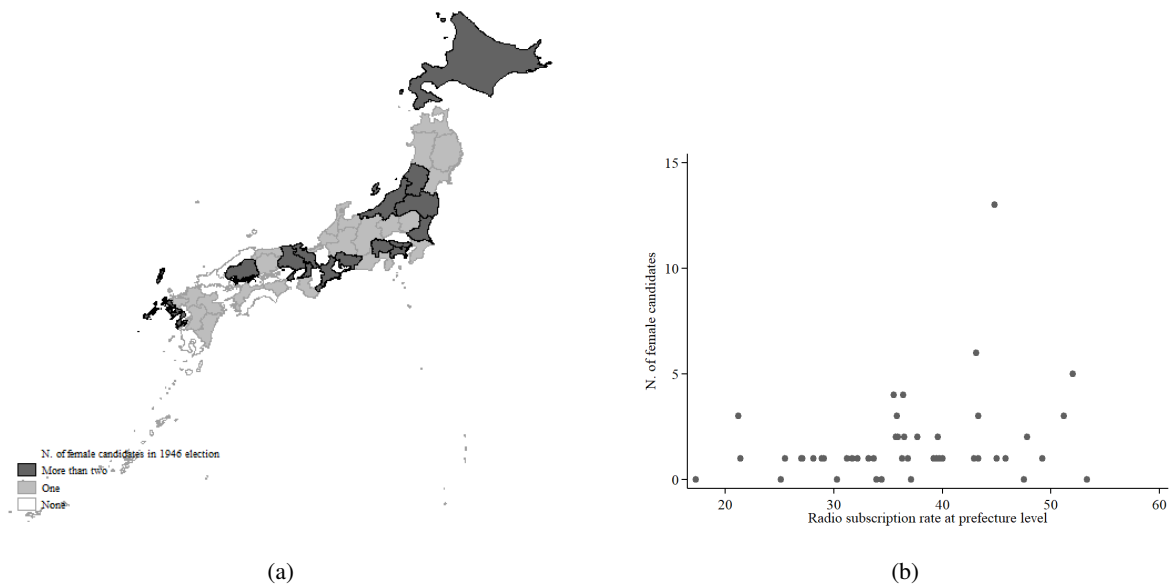 N. of female candidates in 1946 election
More than two
One
None
(a)
N. of female candidates
15
10
5
0
20
30
40
50
60
Radio subscription rate at prefecture level
(b)